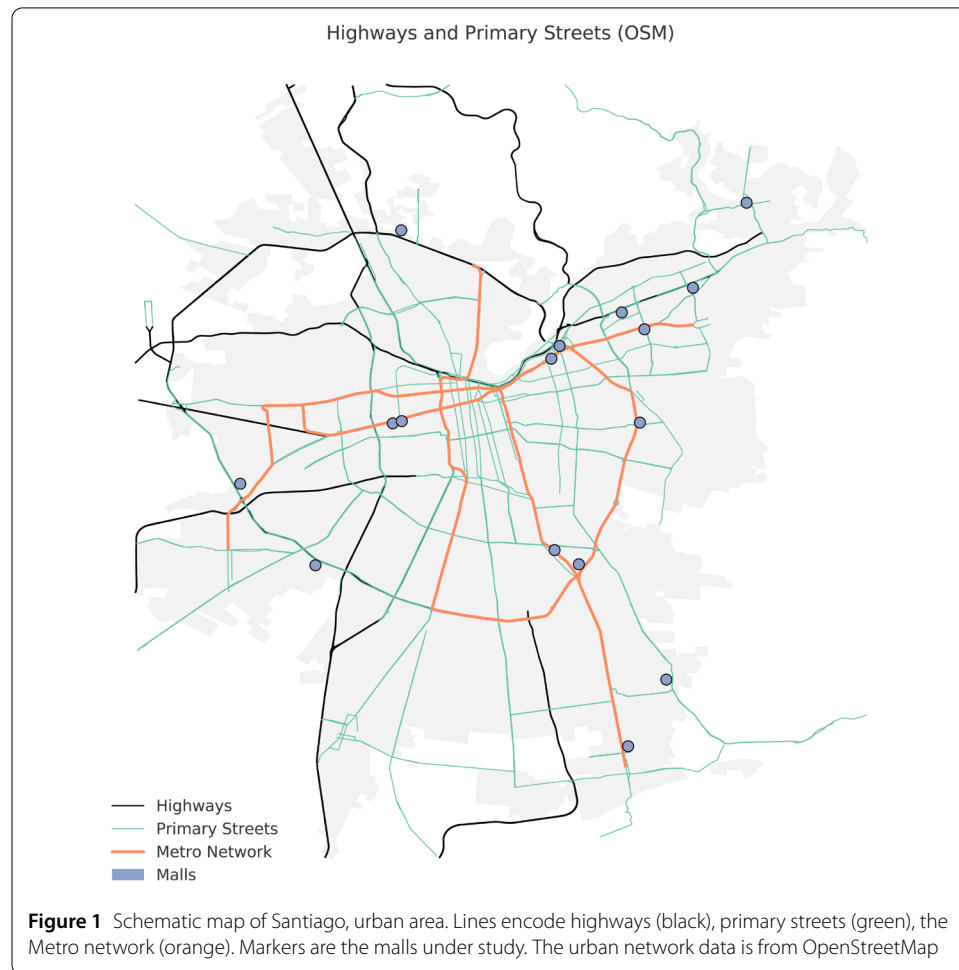 Highways and Primary Streets (OSM)
Highways
Primary Streets
Metro Network
Malls
Figure 1 Schematic map of Santiago, urban area. Lines encode highways (black), primary streets (green), the
Metro network (orange). Markers are the malls under study. The urban network data is from OpenStreetMap